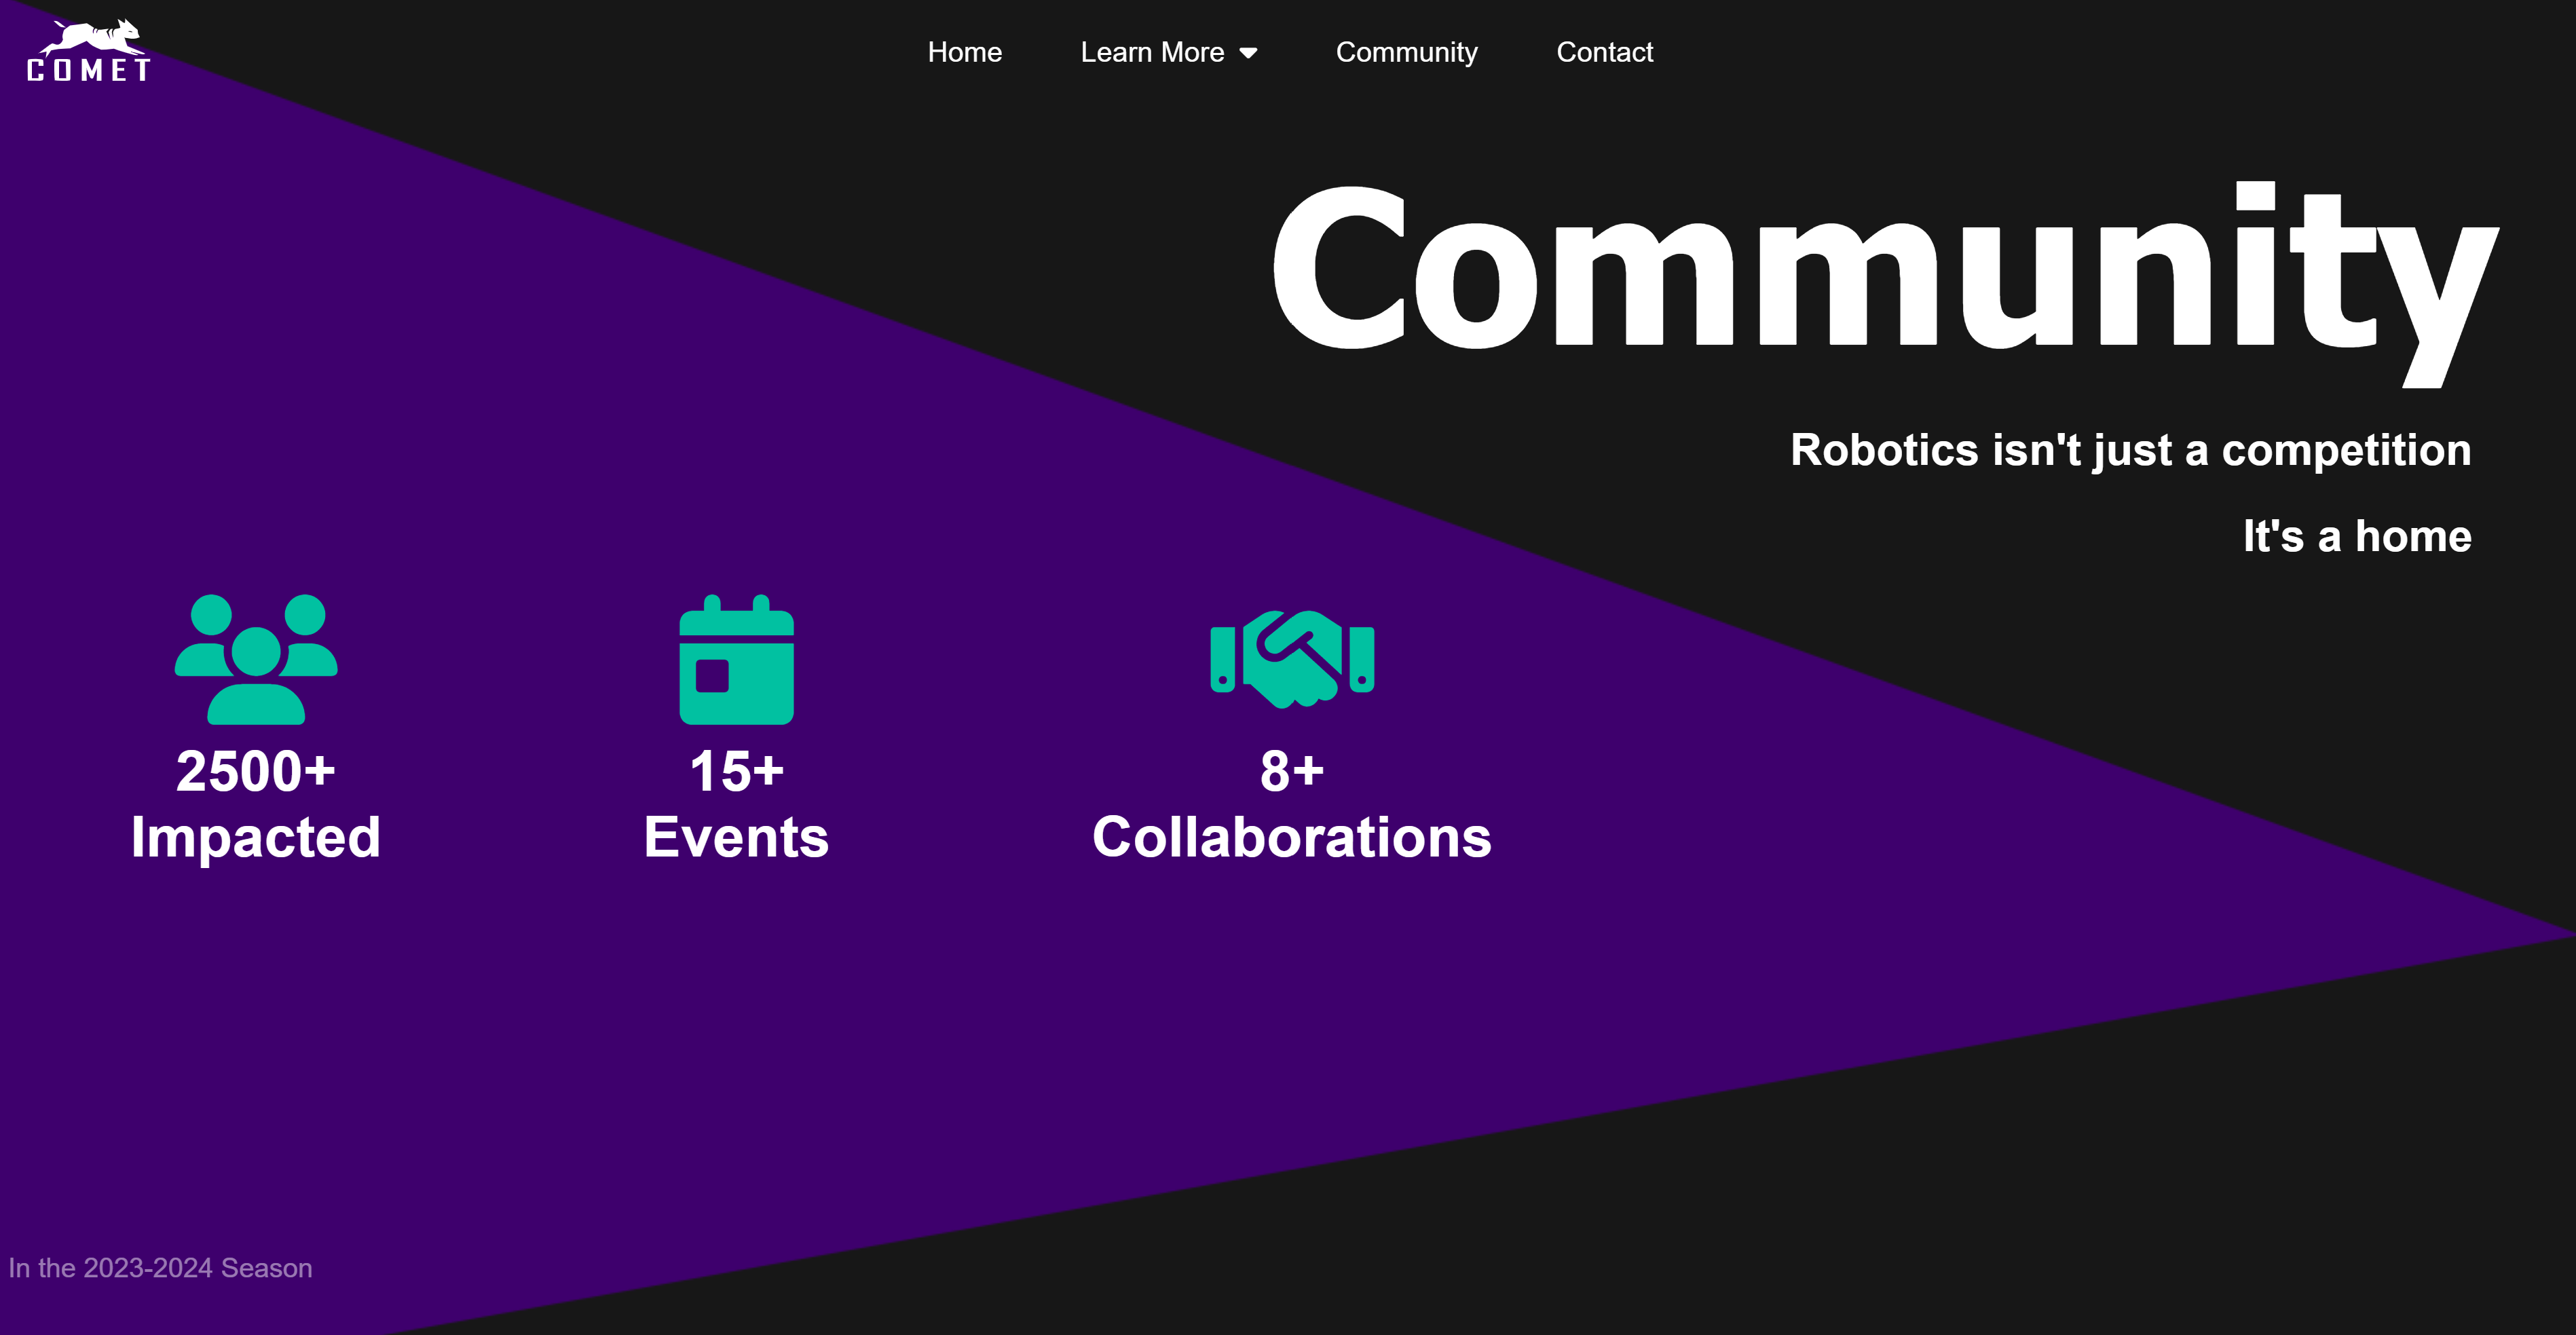 COMET
Home
Learn More
Community
Contact
Community
Robotics isn't just a competition
It's a home
2500+
Impacted
15+
Events
8+
Collaborations
In the 2023-2024 Season